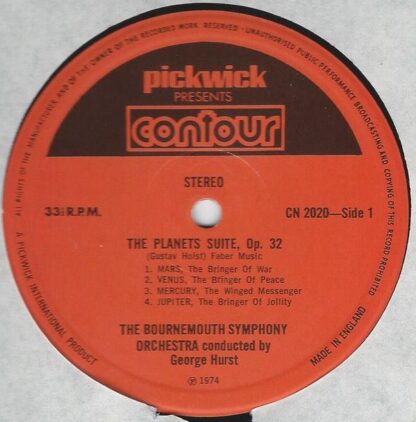 ALL RIGHTS OF THE MANUFACTURER AND OF THE OWNER OF THE RECORDED WORK RESERVED - UNAUTHORISED PUBLIC PERFORMANCE BROADCASTING AND COPYING OF THIS RECORD PROHIBITED
pickwick
PRESENTS
contour
STEREO
33⅓ R.P.M.
CN 2020—Side 1
THE PLANETS SUITE, Op. 32
(Gustav Holst) Faber Music
1. MARS, The Bringer Of War
2. VENUS, The Bringer Of Peace
3. MERCURY, The Winged Messenger
4. JUPITER, The Bringer Of Jollity
THE BOURNEMOUTH SYMPHONY
ORCHESTRA conducted by
George Hurst
℗ 1974
A PICKWICK INTERNATIONAL PRODUCT
MADE IN ENGLAND